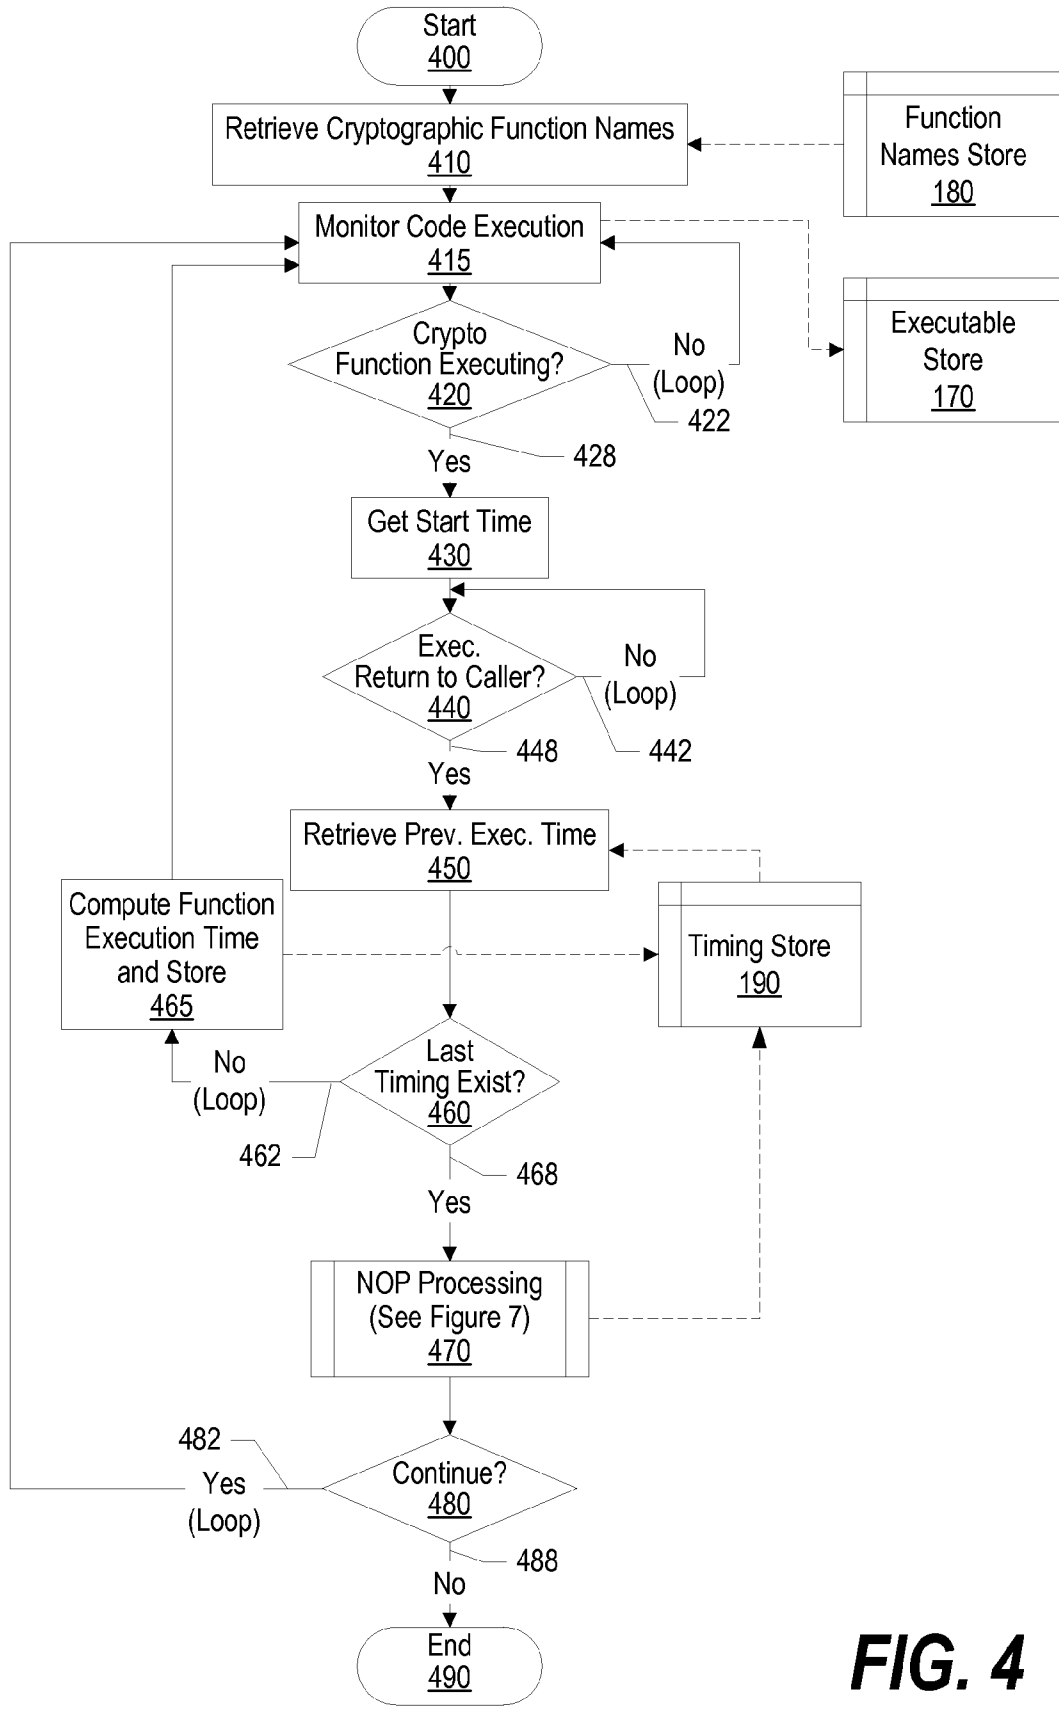 Start
400
Retrieve Cryptographic Function Names
410
Function
Names Store
180
Monitor Code Execution
415
Executable
Store
170
Crypto
Function Executing?
420
No
(Loop)
422
428
Yes
Get Start Time
430
Exec.
Return to Caller?
440
No
(Loop)
442
448
Yes
Retrieve Prev. Exec. Time
450
Compute Function
Execution Time
and Store
465
Timing Store
190
Last
Timing Exist?
460
No
(Loop)
462
468
Yes
NOP Processing
(See Figure 7)
470
482
Yes
(Loop)
Continue?
480
488
No
End
490
FIG. 4